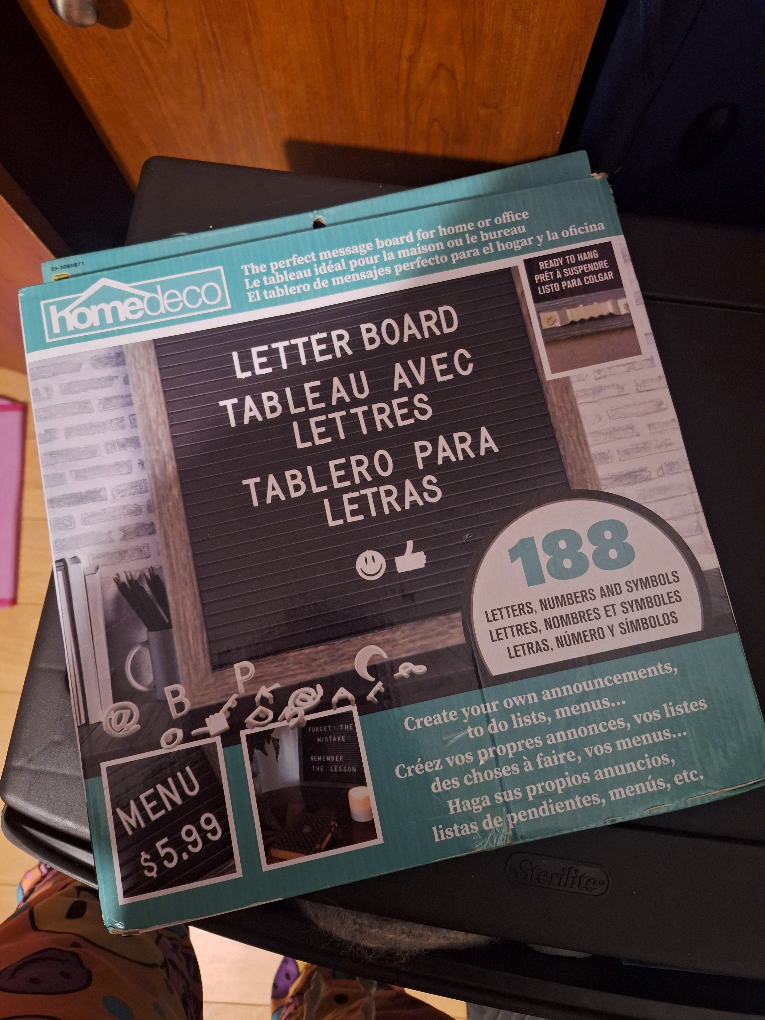 The perfect message board for home or office
Le tableau idéal pour la maison ou le bureau
El tablero de mensajes perfecto para el hogar y la oficina
homedeco
READY TO HANG
PRÊT À SUSPENDRE
LISTO PARA COLGAR
LETTER BOARD
TABLEAU AVEC
LETTRES
TABLERO PARA
LETRAS
188
LETTERS, NUMBERS AND SYMBOLS
LETTRES, NOMBRES ET SYMBOLES
LETRAS, NÚMERO Y SÍMBOLOS
@ B P
Create your own announcements,
to do lists, menus...
Créez vos propres annonces, vos listes
des choses à faire, vos menus...
Haga sus propios anuncios,
listas de pendientes, menús, etc.
MENU
$5.99
FORGET THE
MISTAKE
REMEMBER
THE LESSON
Sterilite